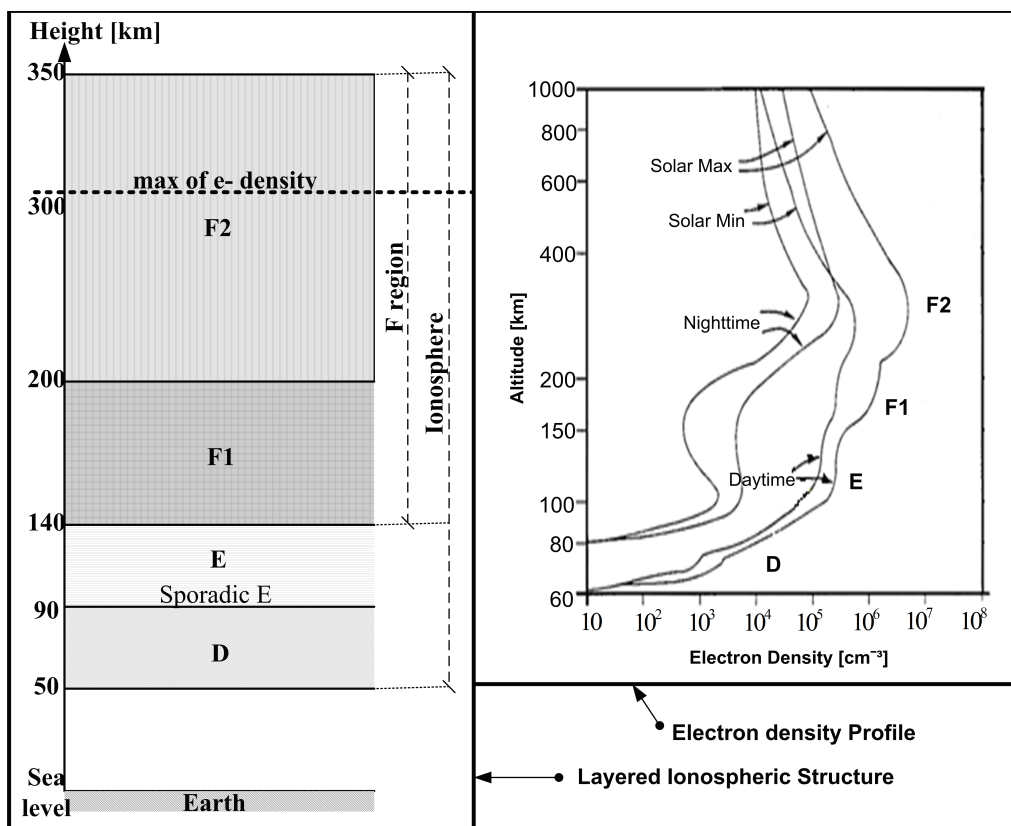 Height [km]
350
max of e- density
300
F2
F region
Ionosphere
200
F1
140
E
Sporadic E
90
D
50
Sea
level
Earth
1000
800
600
400
200
150
100
80
60
Altitude [km]
Solar Max
Solar Min
Nighttime
Daytime
F2
F1
E
D
10 10² 10³ 10⁴ 10⁵ 10⁶ 10⁷ 10⁸
Electron Density [cm⁻³]
Electron density Profile
Layered Ionospheric Structure